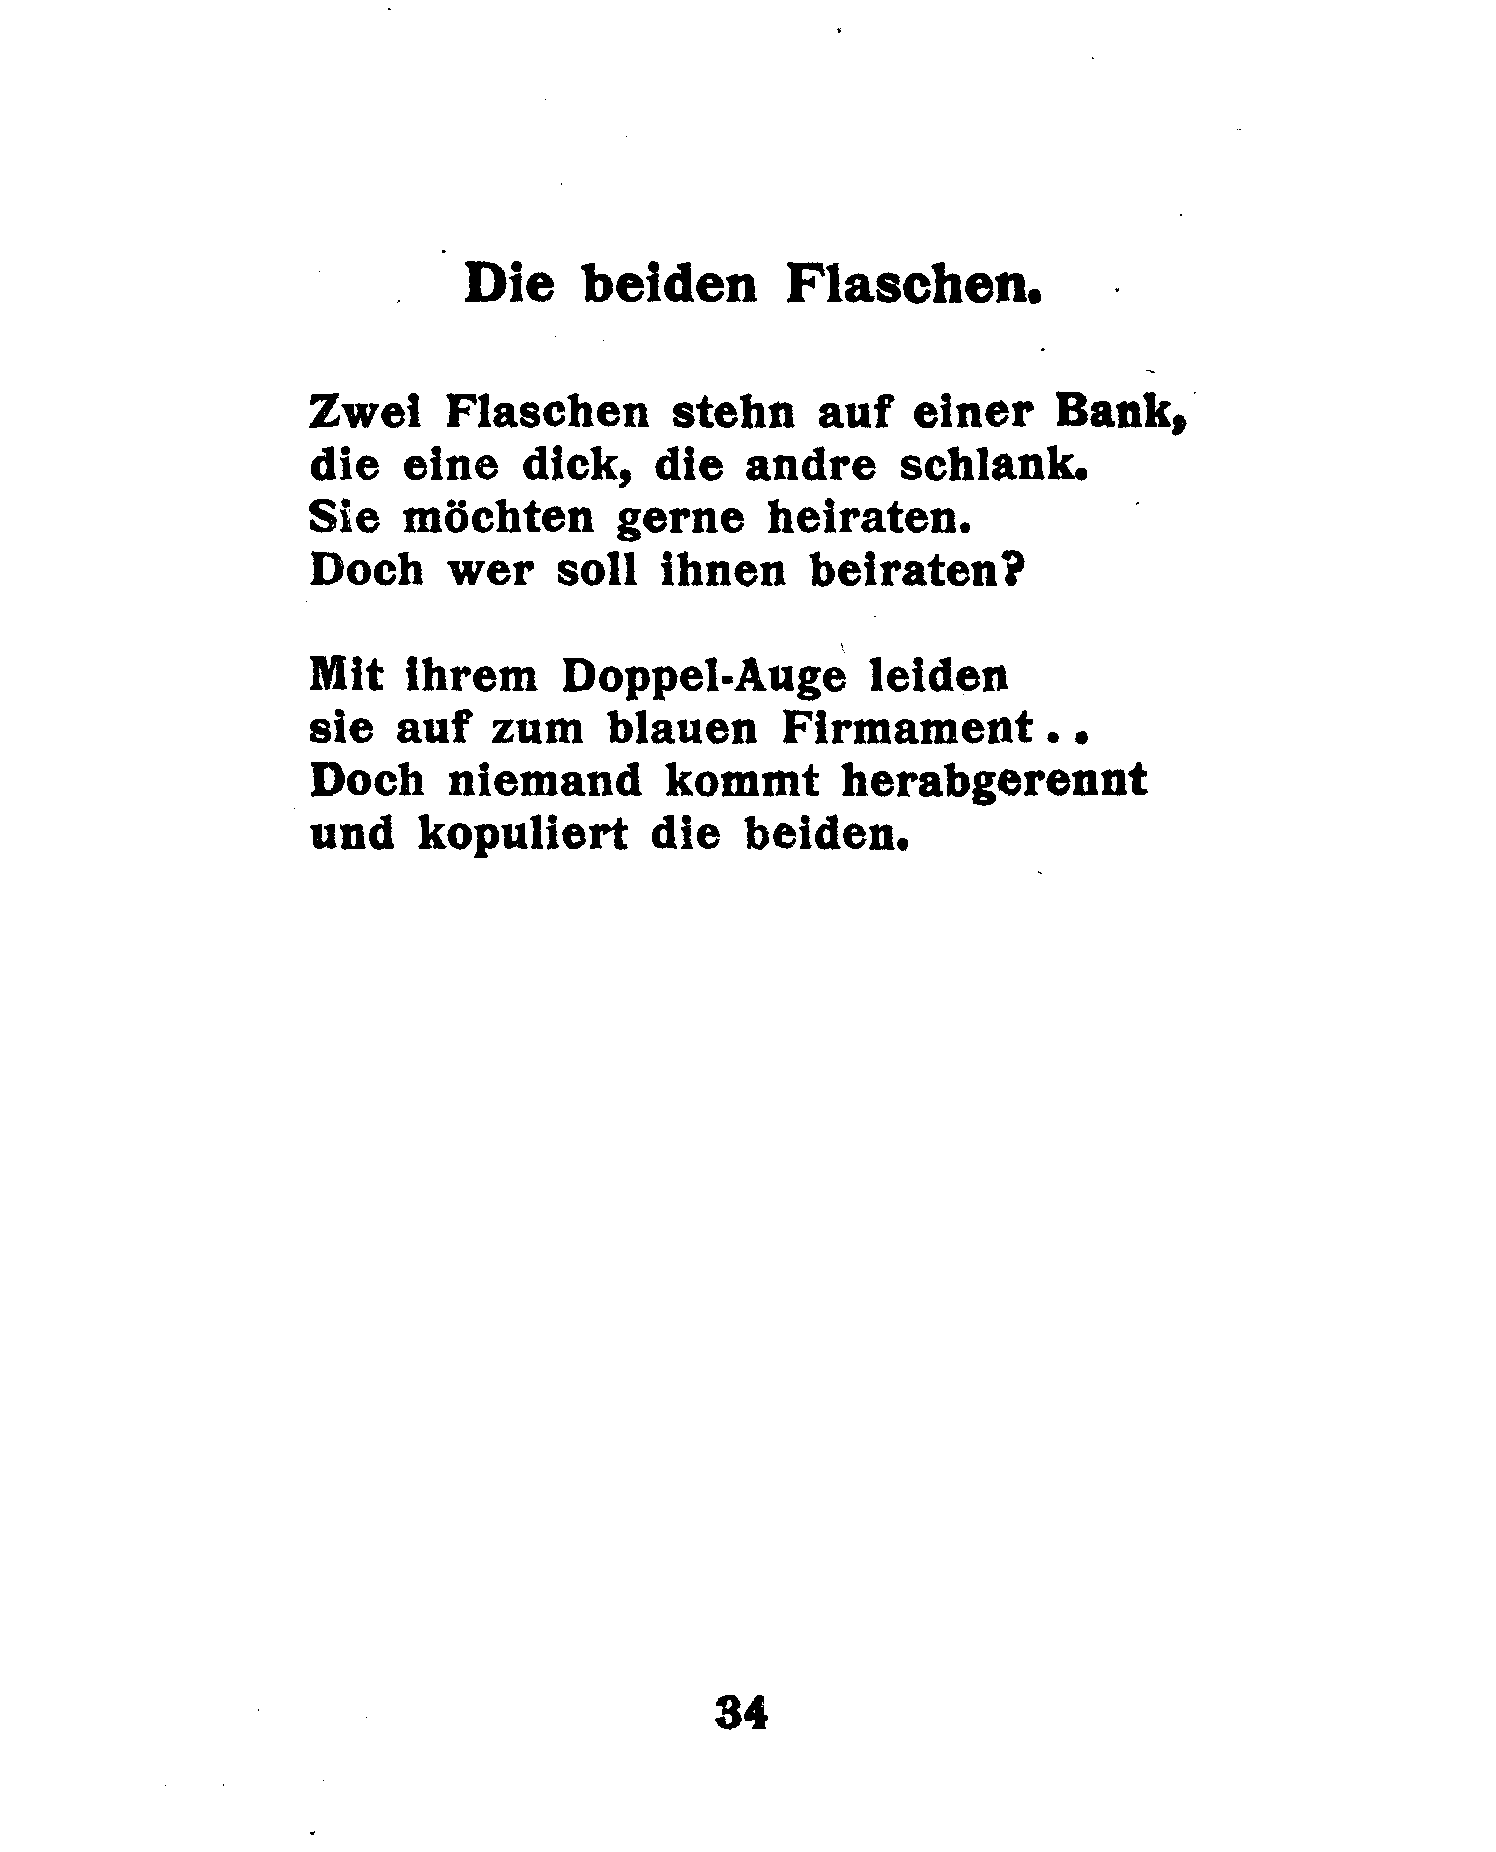 Die beiden Flaschen.
Zwei Flaschen stehn auf einer Bank,
die eine dick, die andre schlank.
Sie möchten gerne heiraten.
Doch wer soll ihnen beiraten?
Mit ihrem Doppel-Auge leiden
sie auf zum blauen Firmament . .
Doch niemand kommt herabgerennt
und kopuliert die beiden.
34